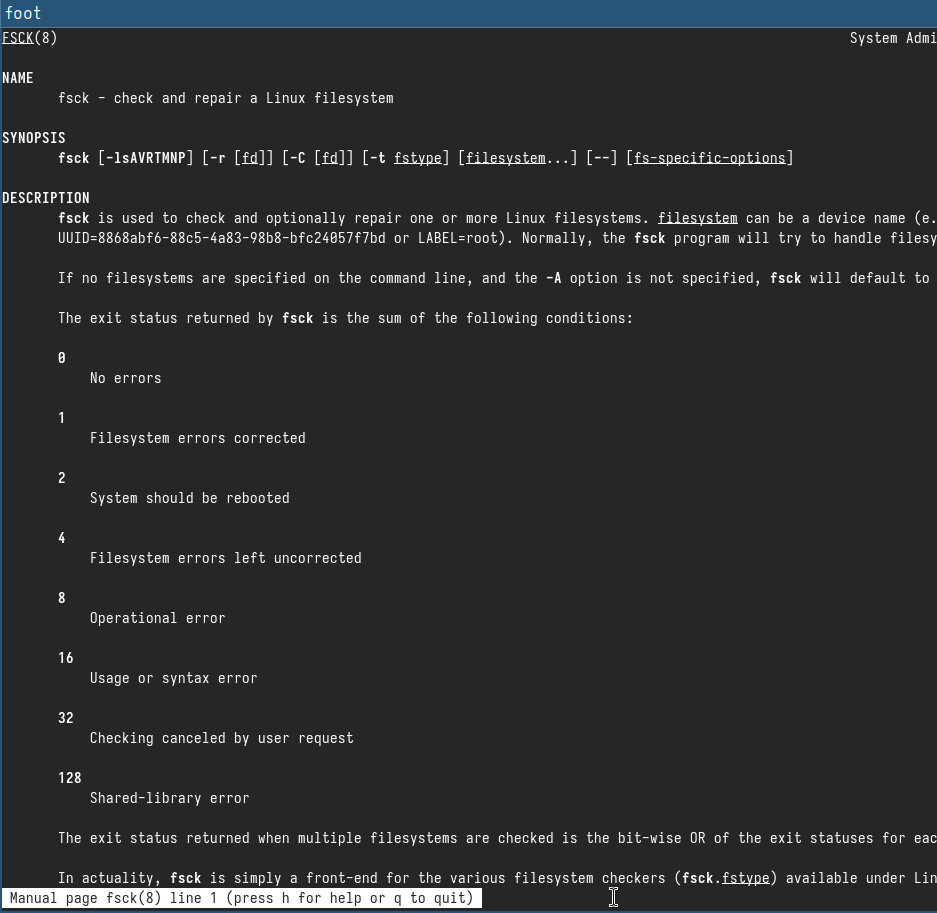 foot
FSCK(8) System Admi
NAME
fsck - check and repair a Linux filesystem
SYNOPSIS
fsck [-lsAVRTMNP] [-r [fd]] [-C [fd]] [-t fstype] [filesystem...] [--] [fs-specific-options]
DESCRIPTION
fsck is used to check and optionally repair one or more Linux filesystems. filesystem can be a device name (e.
UUID=8868abf6-88c5-4a83-98b8-bfc24057f7bd or LABEL=root). Normally, the fsck program will try to handle filesy
If no filesystems are specified on the command line, and the -A option is not specified, fsck will default to
The exit status returned by fsck is the sum of the following conditions:
0
No errors
1
Filesystem errors corrected
2
System should be rebooted
4
Filesystem errors left uncorrected
8
Operational error
16
Usage or syntax error
32
Checking canceled by user request
128
Shared-library error
The exit status returned when multiple filesystems are checked is the bit-wise OR of the exit statuses for eac
In actuality, fsck is simply a front-end for the various filesystem checkers (fsck.fstype) available under Lin
Manual page fsck(8) line 1 (press h for help or q to quit)